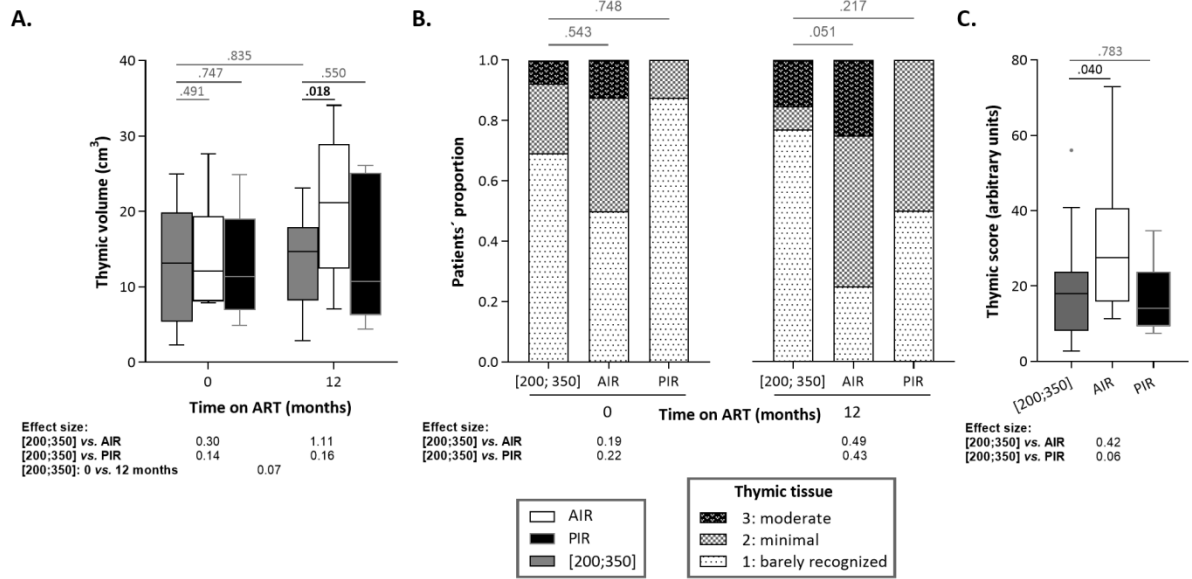 A.
.835
.747
.491
.550
.018
40
30
20
10
0
Thymic volume (cm3)
0
12
Time on ART (months)
Effect size:
[200;350] vs. AIR 0.30 1.11
[200;350] vs. PIR 0.14 0.16
[200;350]: 0 vs. 12 months 0.07
B.
.748
.543
.217
.051
1.0
0.8
0.6
0.4
0.2
0.0
Patients´ proportion
[200; 350] AIR PIR
[200; 350] AIR PIR
0 Time on ART (months) 12
Effect size:
[200;350] vs. AIR 0.19 0.49
[200;350] vs. PIR 0.22 0.43
C.
.783
.040
80
60
40
20
0
Thymic score (arbitrary units)
[200;350] AIR PIR
Effect size:
[200;350] vs. AIR 0.42
[200;350] vs. PIR 0.06
AIR
PIR
[200;350]
Thymic tissue
3: moderate
2: minimal
1: barely recognized